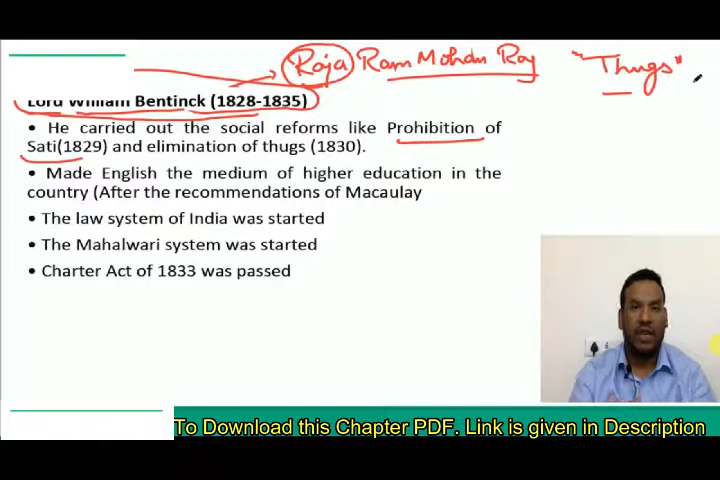 Raja Ram Mohan Roy "Thugs"
Lord William Bentinck (1828-1835)
• He carried out the social reforms like Prohibition of
Sati(1829) and elimination of thugs (1830).
• Made English the medium of higher education in the
country (After the recommendations of Macaulay
• The law system of India was started
• The Mahalwari system was started
• Charter Act of 1833 was passed
To Download this Chapter PDF. Link is given in Description